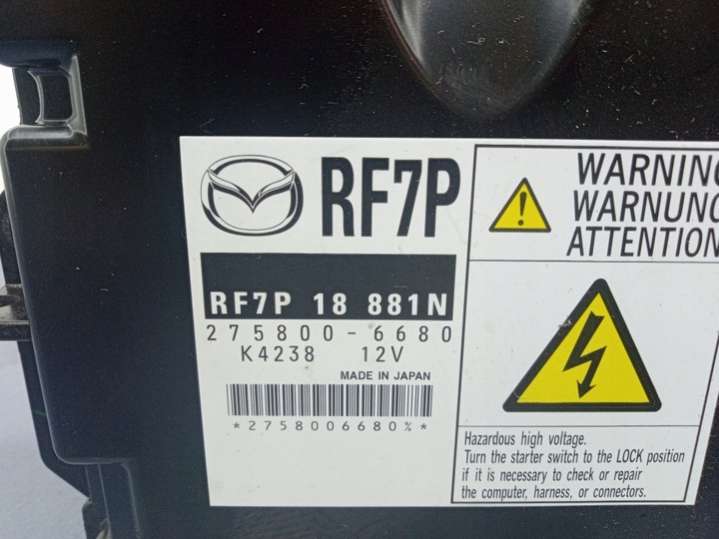 RF7P
RF7P 18 881N
275800-6680
K4238 12V
MADE IN JAPAN
*2758006680%*
WARNING
WARNUNG
ATTENTION
Hazardous high voltage.
Turn the starter switch to the LOCK position
if it is necessary to check or repair
the computer, harness, or connectors.